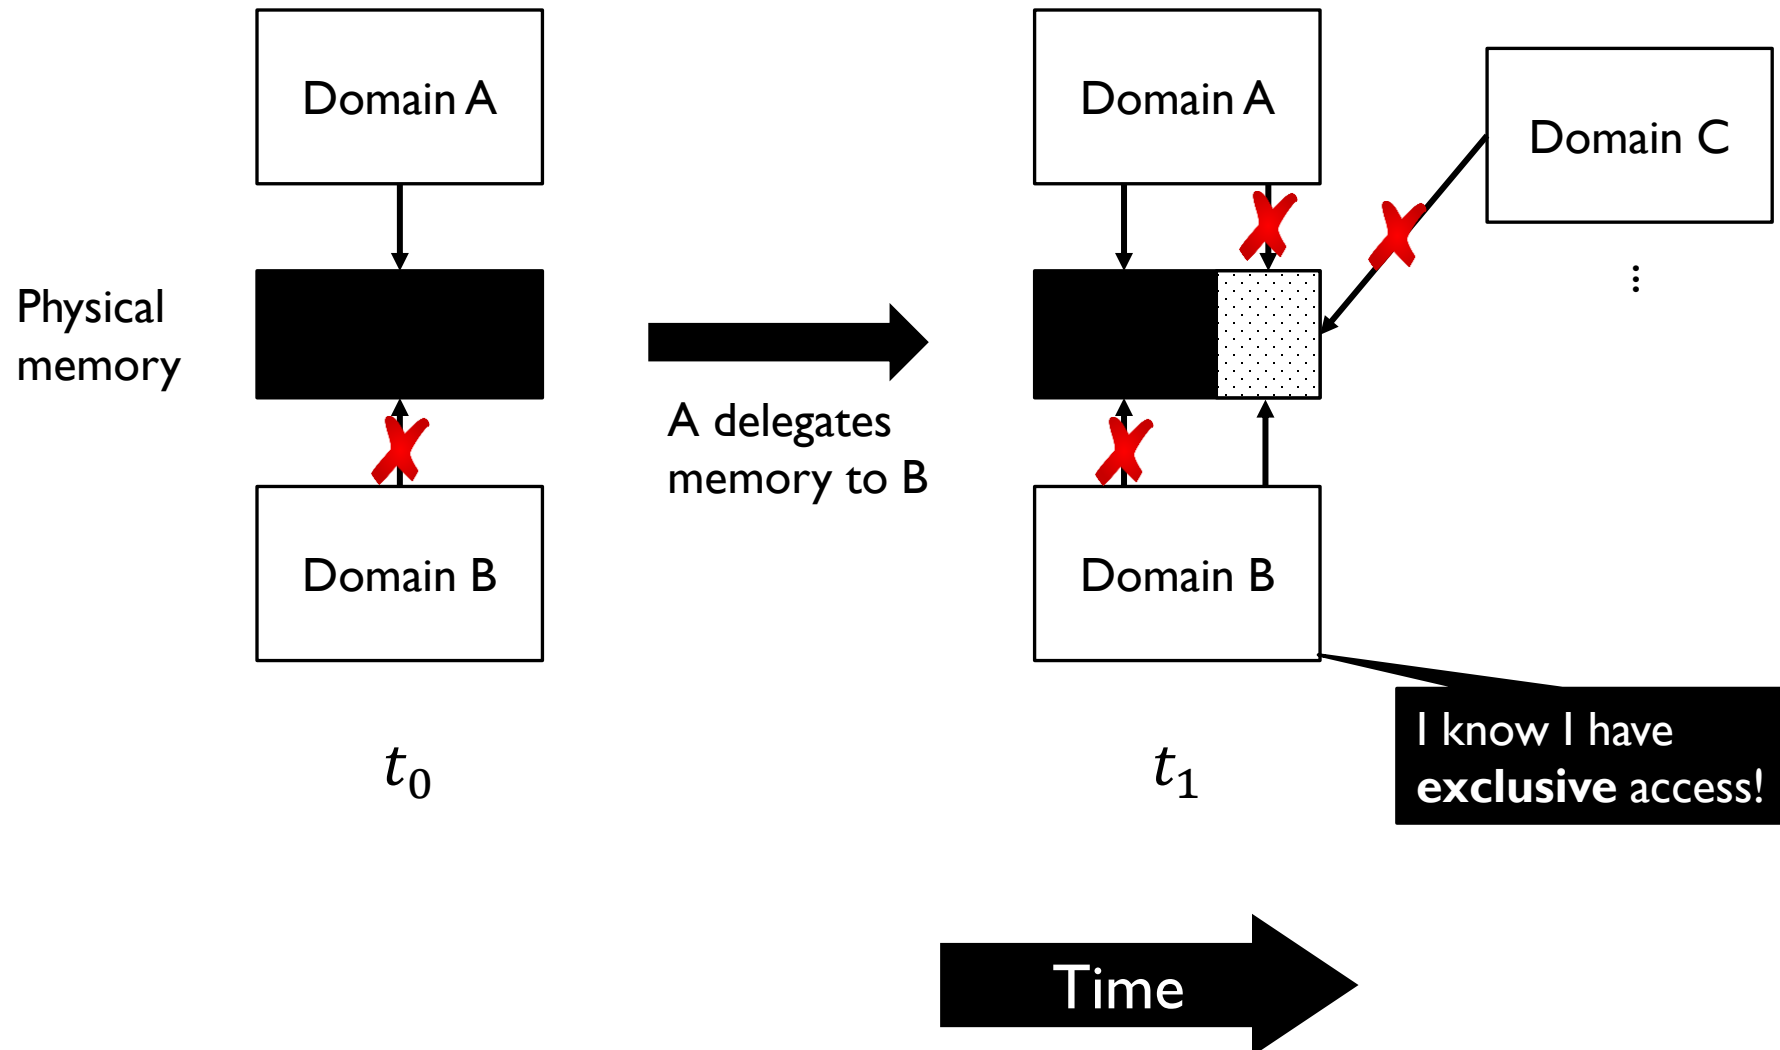 Domain A
Physical
memory
Domain B
t₀
A delegates
memory to B
Domain A
Domain C
⋮
Domain B
I know I have
exclusive access!
t₁
Time